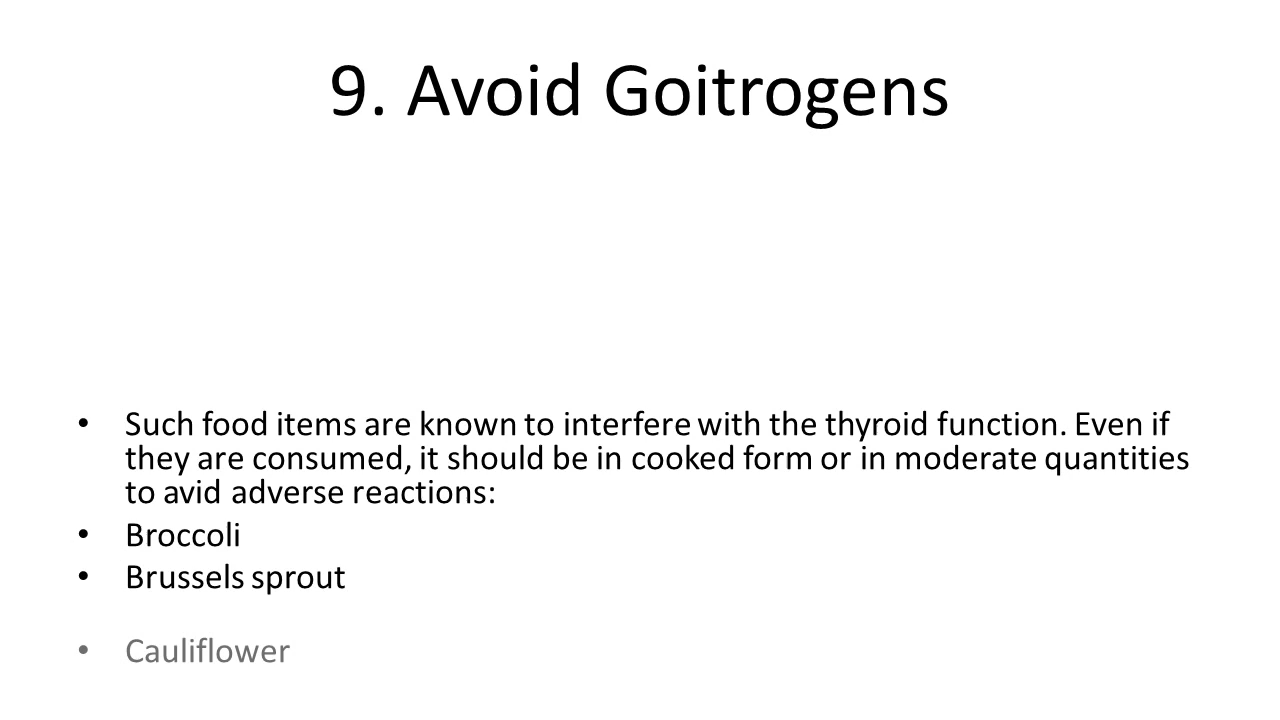 9. Avoid Goitrogens
• Such food items are known to interfere with the thyroid function. Even if
they are consumed, it should be in cooked form or in moderate quantities
to avid adverse reactions:
• Broccoli
• Brussels sprout
• Cauliflower